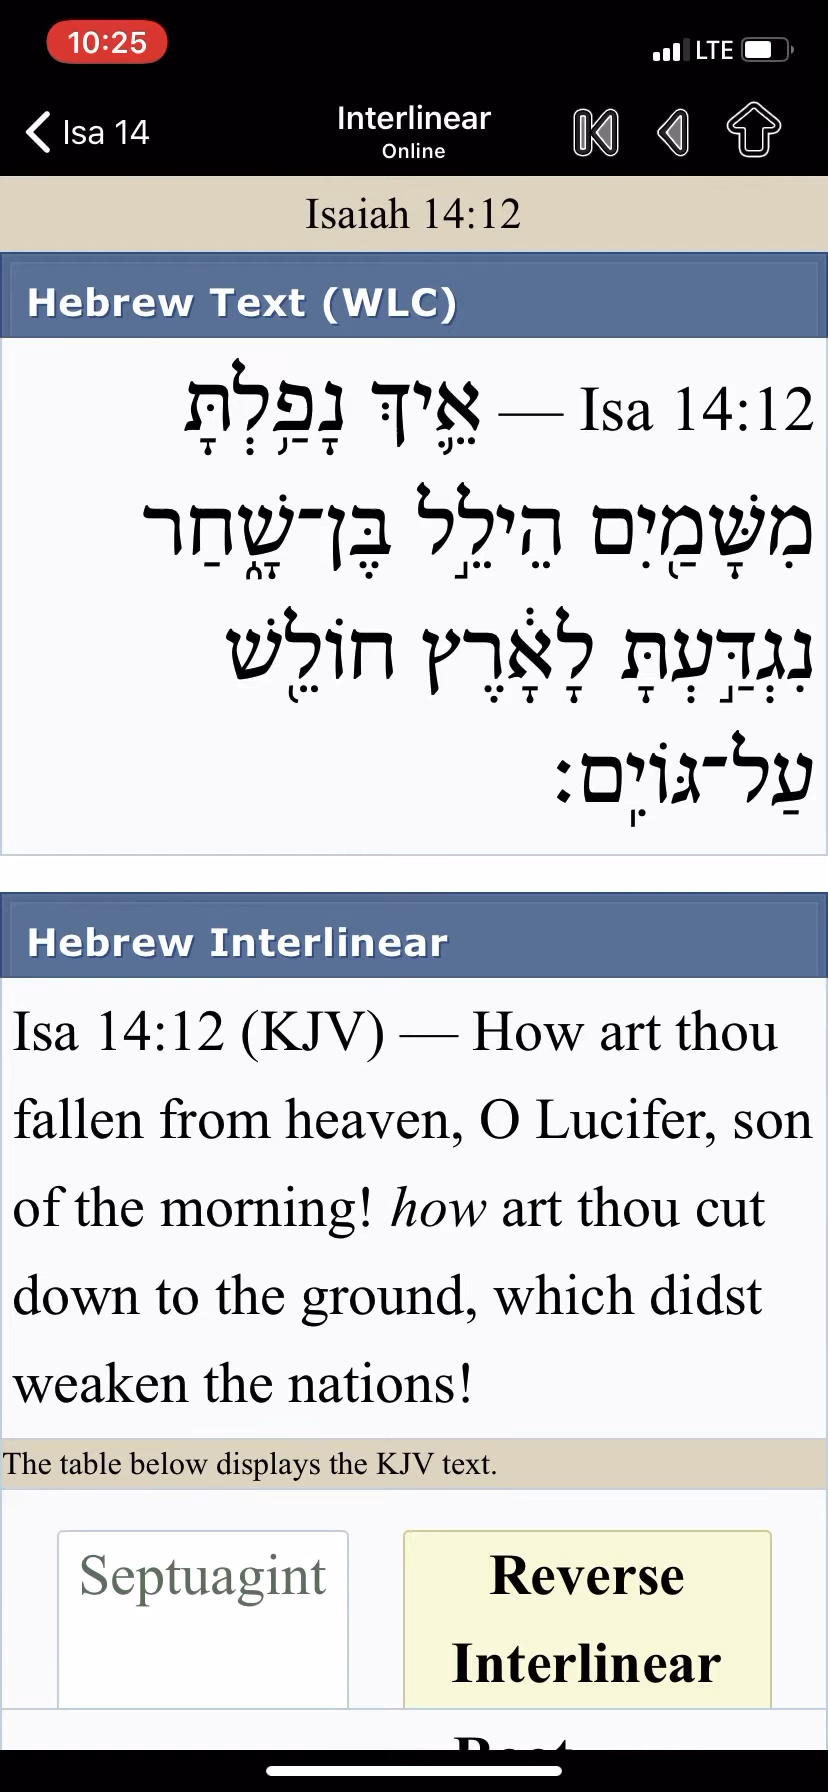 10:25
LTE
Isa 14
Interlinear
Online
Isaiah 14:12
Hebrew Text (WLC)
Isa 14:12 — אֵ֛יךְ נָפַ֥לְתָּ
מִשָּׁמַ֖יִם הֵילֵ֣ל בֶּן־שָׁ֑חַר
נִגְדַּ֣עְתָּ לָאָ֔רֶץ חוֹלֵ֖שׁ
עַל־גּוֹיִֽם׃
Hebrew Interlinear
Isa 14:12 (KJV) — How art thou
fallen from heaven, O Lucifer, son
of the morning! how art thou cut
down to the ground, which didst
weaken the nations!
The table below displays the KJV text.
Septuagint
Reverse
Interlinear